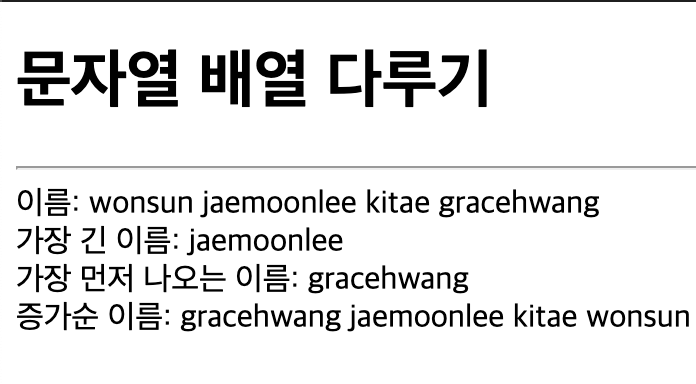 문자열 배열 다루기
이름: wonsun jaemoonlee kitae gracehwang
가장 긴 이름: jaemoonlee
가장 먼저 나오는 이름: gracehwang
증가순 이름: gracehwang jaemoonlee kitae wonsun